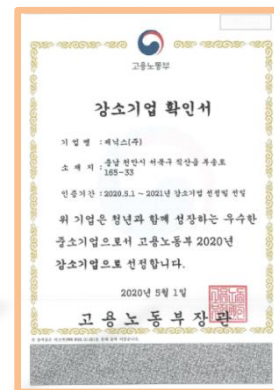 고용노동부
강소기업 확인서
기 업 명 : 제닉스(주)
소 재 지 : 충남 천안시 서북구 직산읍 부송로
165-33
인증기간 : 2020.5.1 ~ 2021년 강소기업 선정일 전일
위 기업은 청년과 함께 성장하는 우수한
중소기업으로서 고용노동부 2020년
강소기업으로 선정합니다.
2020년 5월 1일
고용노동부장관